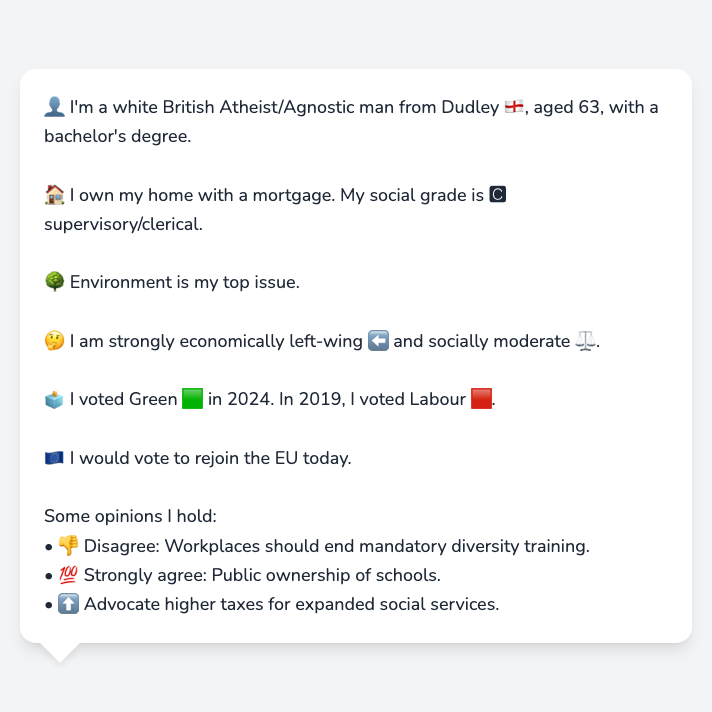 👤 I'm a white British Atheist/Agnostic man from Dudley 🏴󠁧󠁢󠁥󠁮󠁧󠁿, aged 63, with a
bachelor's degree.
🏠 I own my home with a mortgage. My social grade is C
supervisory/clerical.
🌳 Environment is my top issue.
🤔 I am strongly economically left-wing ⬅️ and socially moderate ⚖️.
🗳️ I voted Green 🟩 in 2024. In 2019, I voted Labour 🟥.
🇪🇺 I would vote to rejoin the EU today.
Some opinions I hold:
• 👎 Disagree: Workplaces should end mandatory diversity training.
• 💯 Strongly agree: Public ownership of schools.
• ⬆️ Advocate higher taxes for expanded social services.